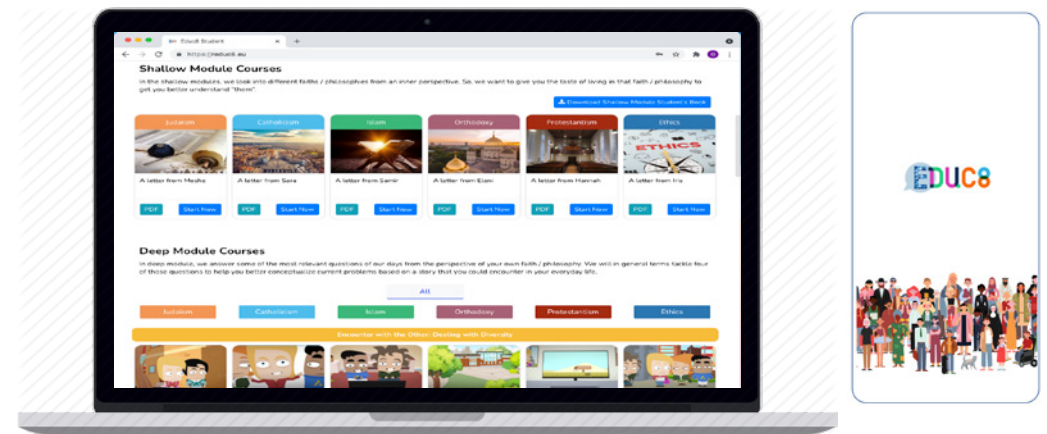 Educ8 Student
https://reduc8.eu
Shallow Module Courses
In the shallow modules, we look into different faiths / philosophies from an inner perspective. So, we want to give you the taste of living in that faith / philosophy to
get you better understand "them".
Download Shallow Module Student's Book
Judaism
Catholicism
Islam
Orthodoxy
Protestantism
Ethics
ETHICS
A letter from Moshe
A letter from Sara
A letter from Samir
A letter from Eleni
A letter from Hannah
A letter from Iris
PDF Start Now
PDF Start Now
PDF Start Now
PDF Start Now
PDF Start Now
PDF Start Now
Deep Module Courses
In deep module, we answer some of the most relevant questions of our days from the perspective of your own faith / philosophy. We will in general terms tackle four
of those questions to help you better conceptualize current problems based on a story that you could encounter in your everyday life.
All
Judaism
Catholicism
Islam
Orthodoxy
Protestantism
Ethics
Encounter with the Other: Dealing with Diversity
EDUC8